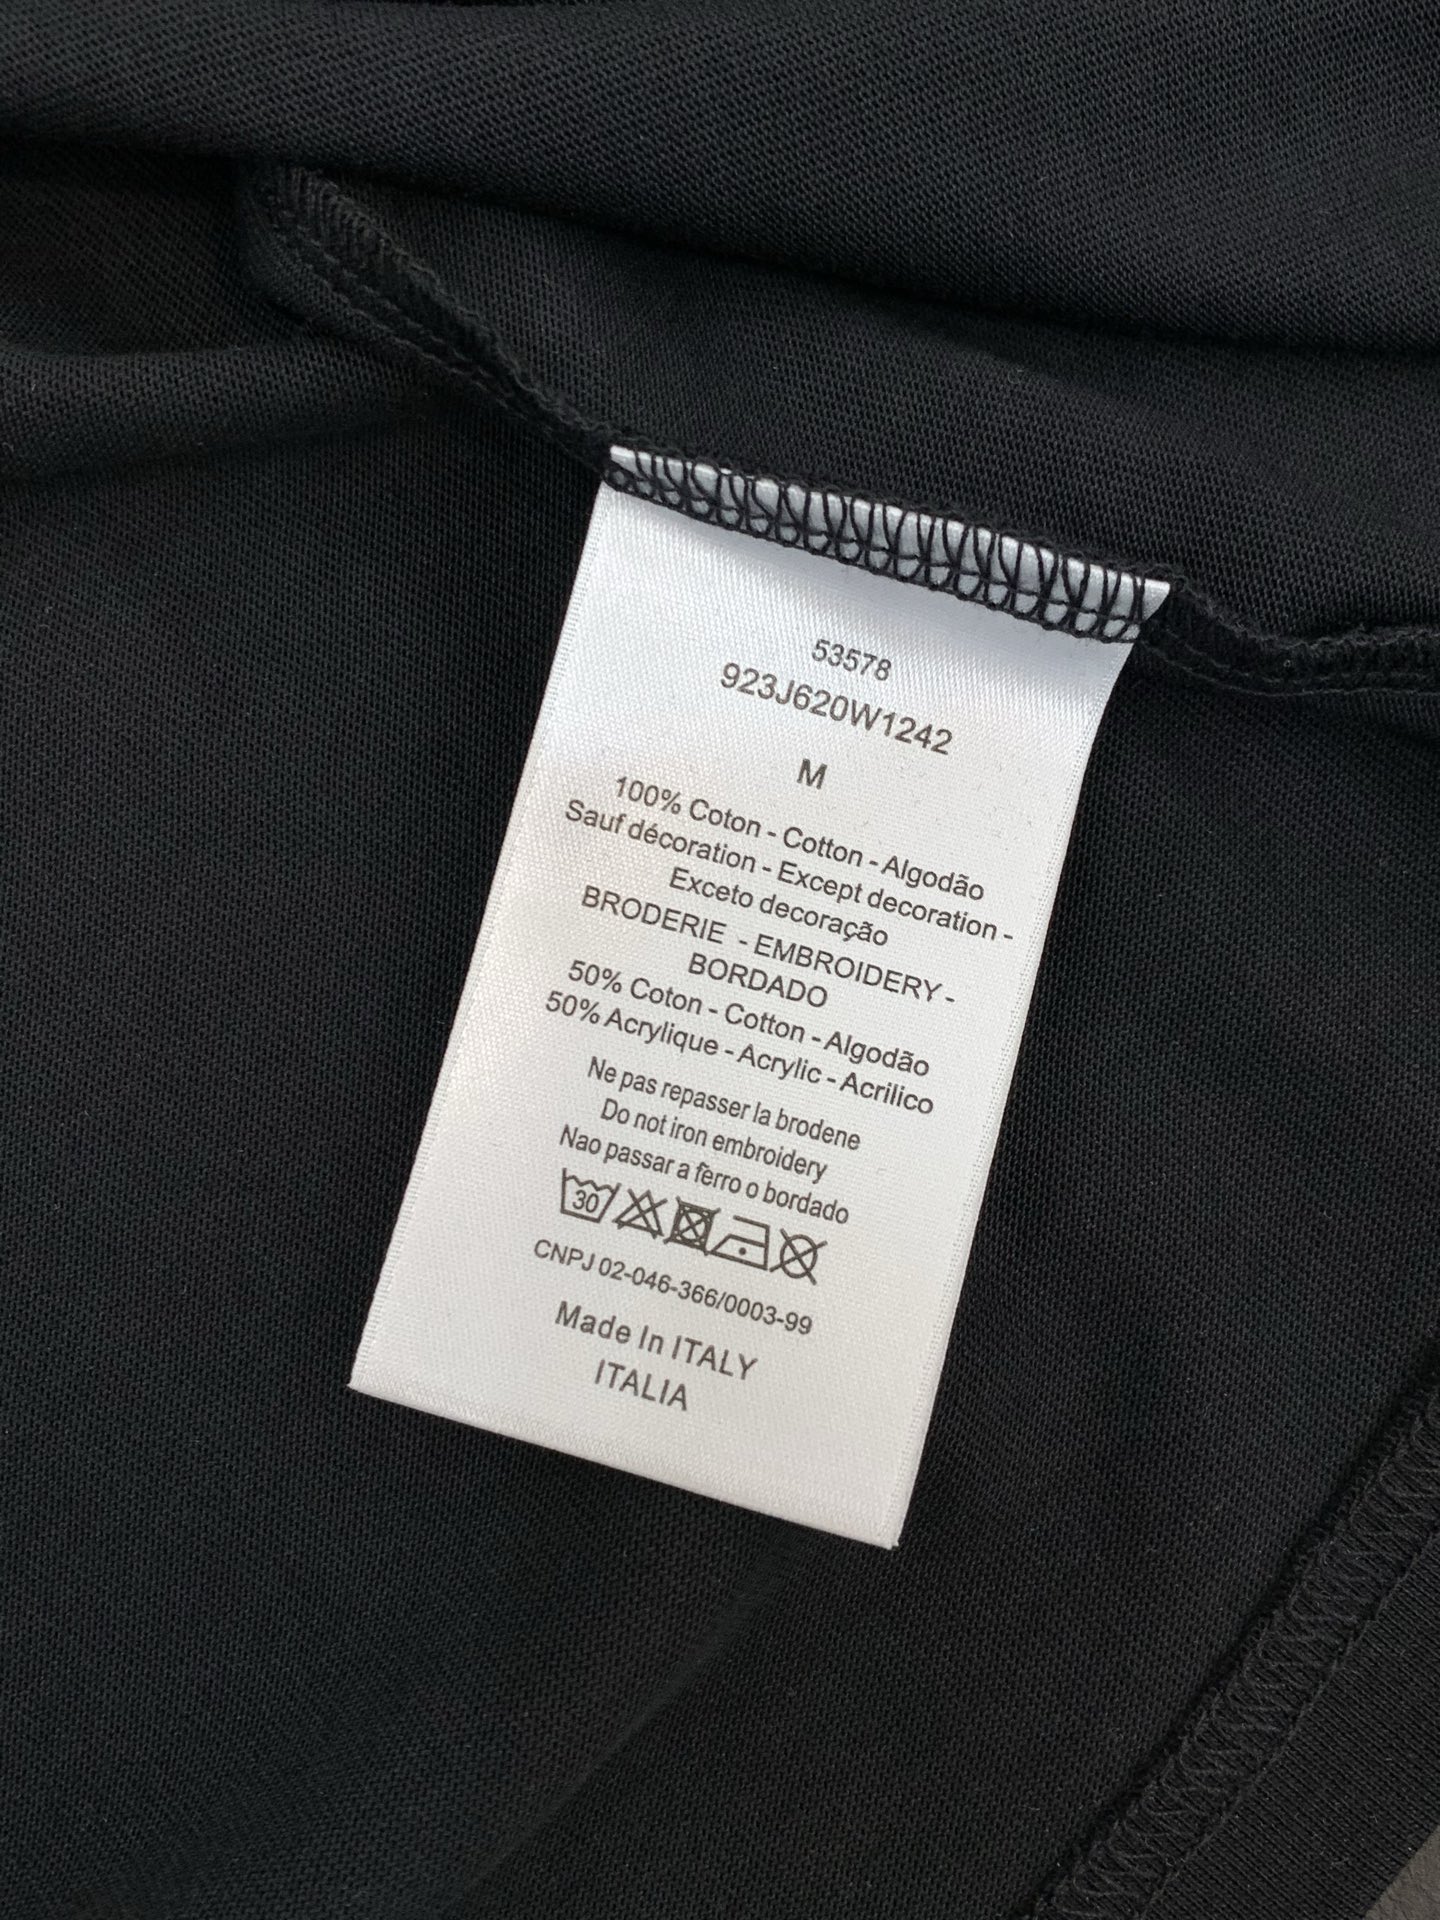 53578
923J620W1242
M
100% Coton - Cotton - Algodão
Sauf décoration - Except decoration -
Exceto decoração
BRODERIE - EMBROIDERY -
BORDADO
50% Coton - Cotton - Algodão
50% Acrylique - Acrylic - Acrilico
Ne pas repasser la brodene
Do not iron embroidery
Nao passar a fèrro o bordado
30
CNPJ 02-046-366/0003-99
Made In ITALY
ITALIA